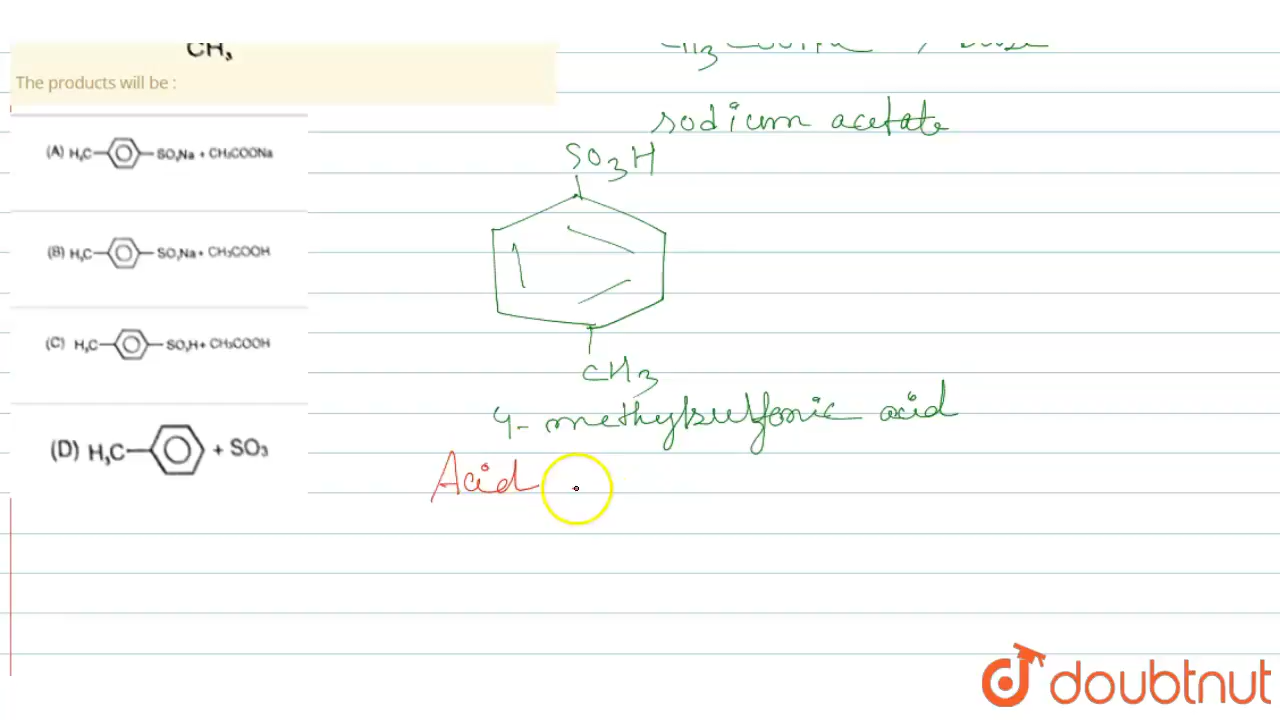 CH₃
The products will be :
(A) H₃C SO₃Na + CH₃COONa
(B) H₃C SO₃Na + CH₃COOH
(C) H₃C SO₃H + CH₃COOH
(D) H₃C + SO₃
sodium acetate
SO₃H
CH₃
4- methylsulfonic acid
Acid
doubtnut